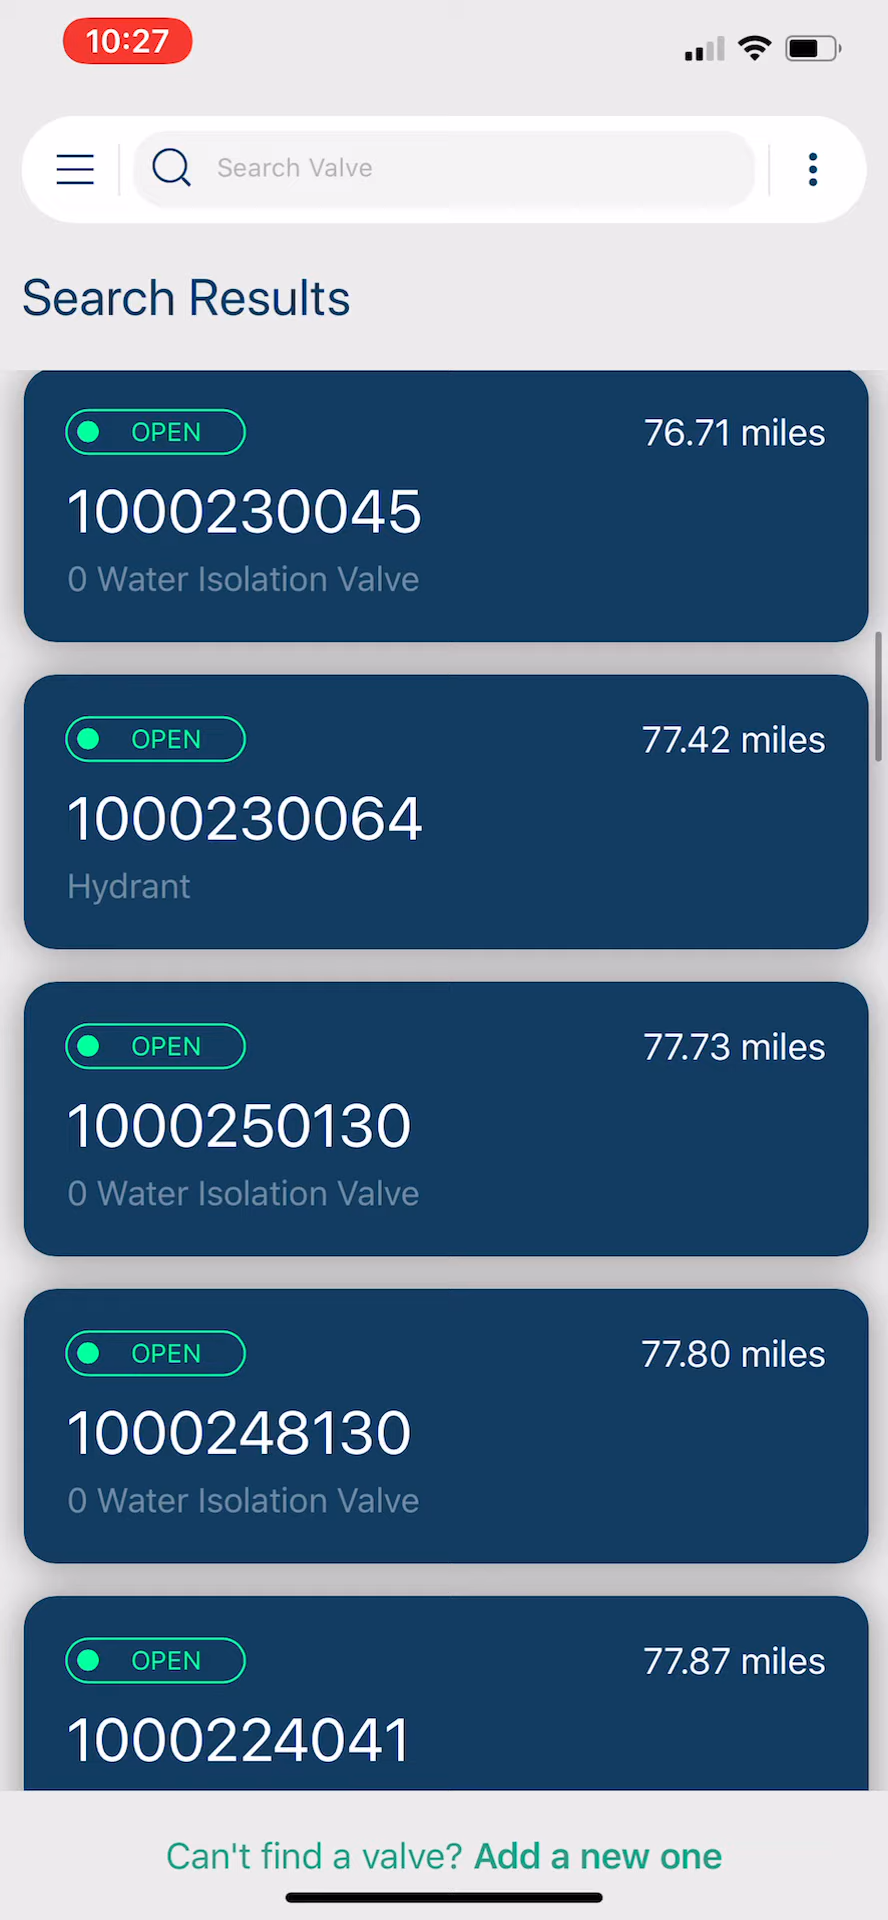 10:27
Search Valve
Search Results
OPEN 76.71 miles
1000230045
0 Water Isolation Valve
OPEN 77.42 miles
1000230064
Hydrant
OPEN 77.73 miles
1000250130
0 Water Isolation Valve
OPEN 77.80 miles
1000248130
0 Water Isolation Valve
OPEN 77.87 miles
1000224041
Can't find a valve? Add a new one